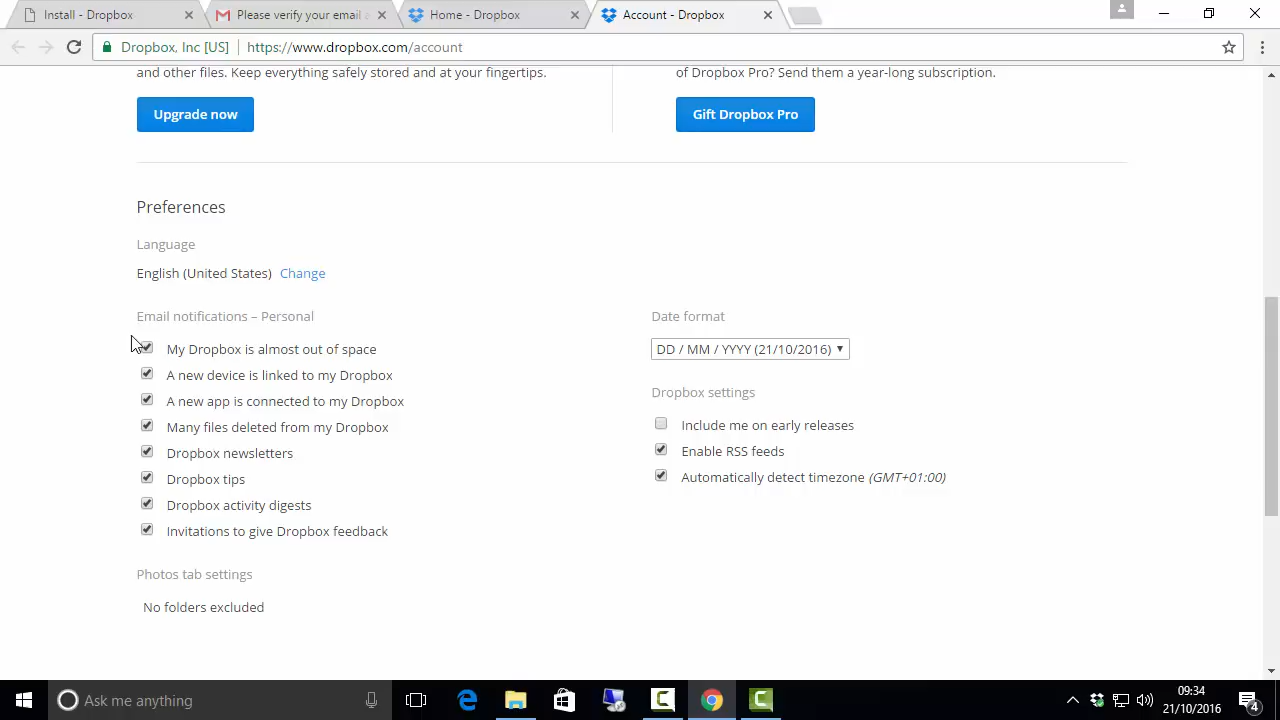 Install - Dropbox
Please verify your email
Home - Dropbox
Account - Dropbox
Dropbox, Inc [US]
https://www.dropbox.com/account
and other files. Keep everything safely stored and at your fingertips.
of Dropbox Pro? Send them a year-long subscription.
Upgrade now
Gift Dropbox Pro
Preferences
Language
English (United States) Change
Email notifications – Personal
My Dropbox is almost out of space
A new device is linked to my Dropbox
A new app is connected to my Dropbox
Many files deleted from my Dropbox
Dropbox newsletters
Dropbox tips
Dropbox activity digests
Invitations to give Dropbox feedback
Date format
DD / MM / YYYY (21/10/2016)
Dropbox settings
Include me on early releases
Enable RSS feeds
Automatically detect timezone (GMT+01:00)
Photos tab settings
No folders excluded
Ask me anything
09:34
21/10/2016
4